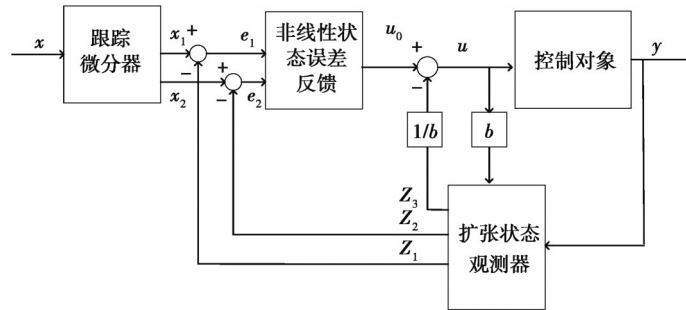 x
跟踪
微分器
x₁
+
−
x₂
e₁
+
−
e₂
非线性状
态误差
反馈
u₀
+
−
u
控制对象
y
1/b
b
Z₃
Z₂
Z₁
扩张状态
观测器